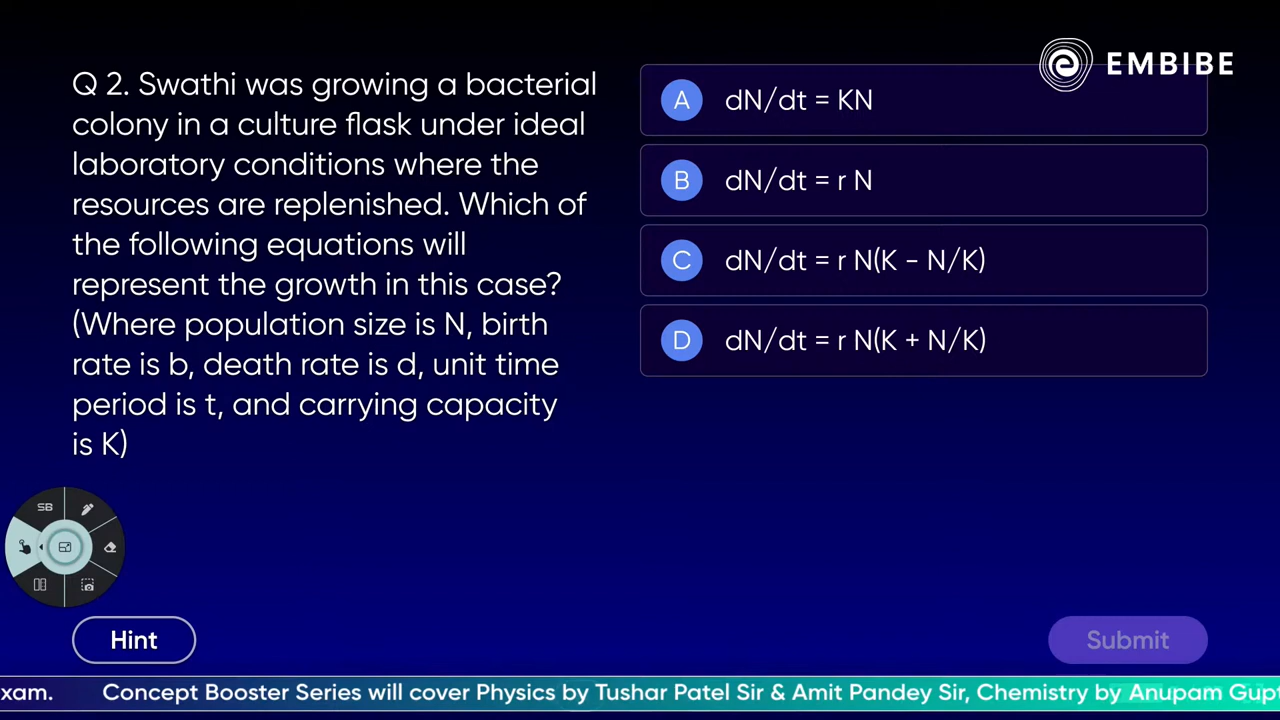 EMBIBE
Q 2. Swathi was growing a bacterial
colony in a culture flask under ideal
laboratory conditions where the
resources are replenished. Which of
the following equations will
represent the growth in this case?
(Where population size is N, birth
rate is b, death rate is d, unit time
period is t, and carrying capacity
is K)
A dN/dt = KN
B dN/dt = r N
C dN/dt = r N(K - N/K)
D dN/dt = r N(K + N/K)
SB
Hint
Submit
xam. Concept Booster Series will cover Physics by Tushar Patel Sir & Amit Pandey Sir, Chemistry by Anupam Gupt